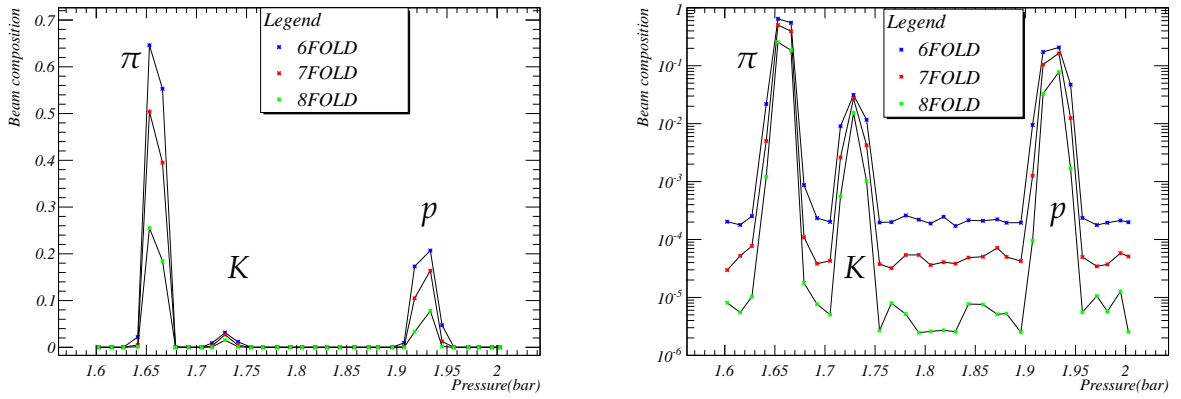 Beam composition
0.7
0.6
0.5
0.4
0.3
0.2
0.1
0
Legend
6FOLD
7FOLD
8FOLD
π
K
p
1.6 1.65 1.7 1.75 1.8 1.85 1.9 1.95 2
Pressure(bar)
Beam composition
1
10⁻¹
10⁻²
10⁻³
10⁻⁴
10⁻⁵
10⁻⁶
Legend
6FOLD
7FOLD
8FOLD
π
K
p
1.6 1.65 1.7 1.75 1.8 1.85 1.9 1.95 2
Pressure(bar)